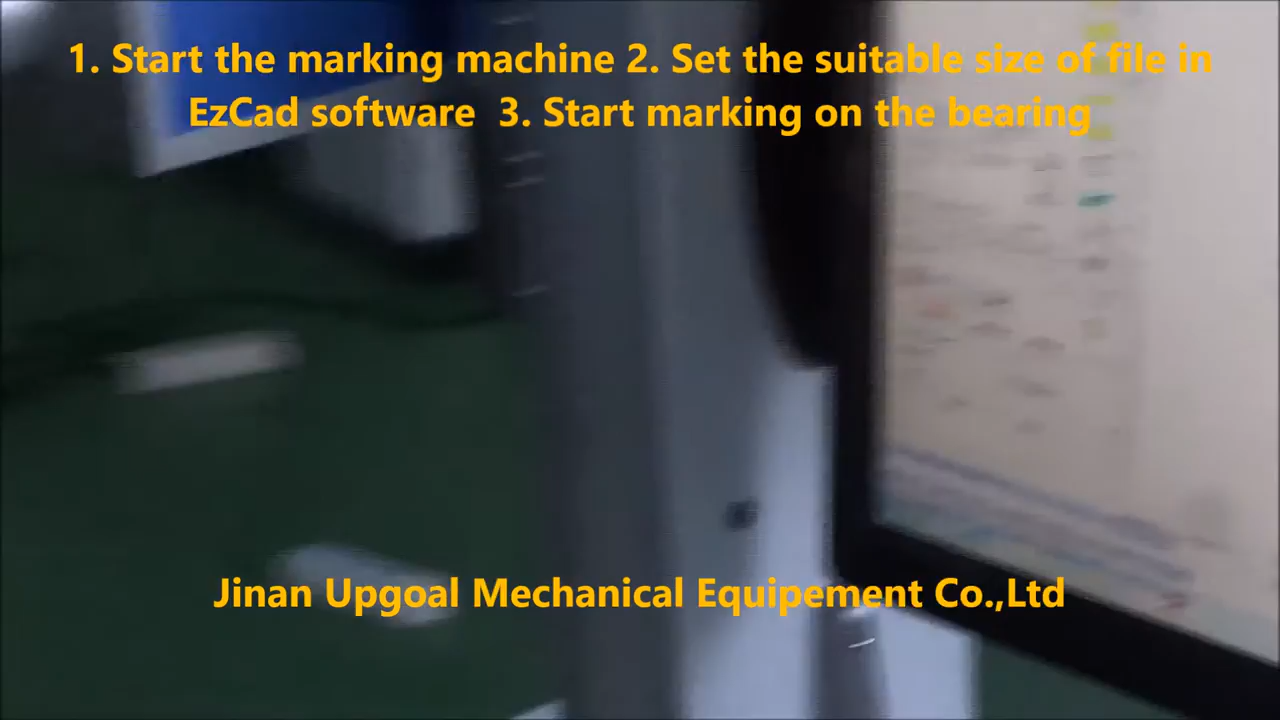 1. Start the marking machine 2. Set the suitable size of file in
EzCad software  3. Start marking on the bearing
Jinan Upgoal Mechanical Equipement Co.,Ltd